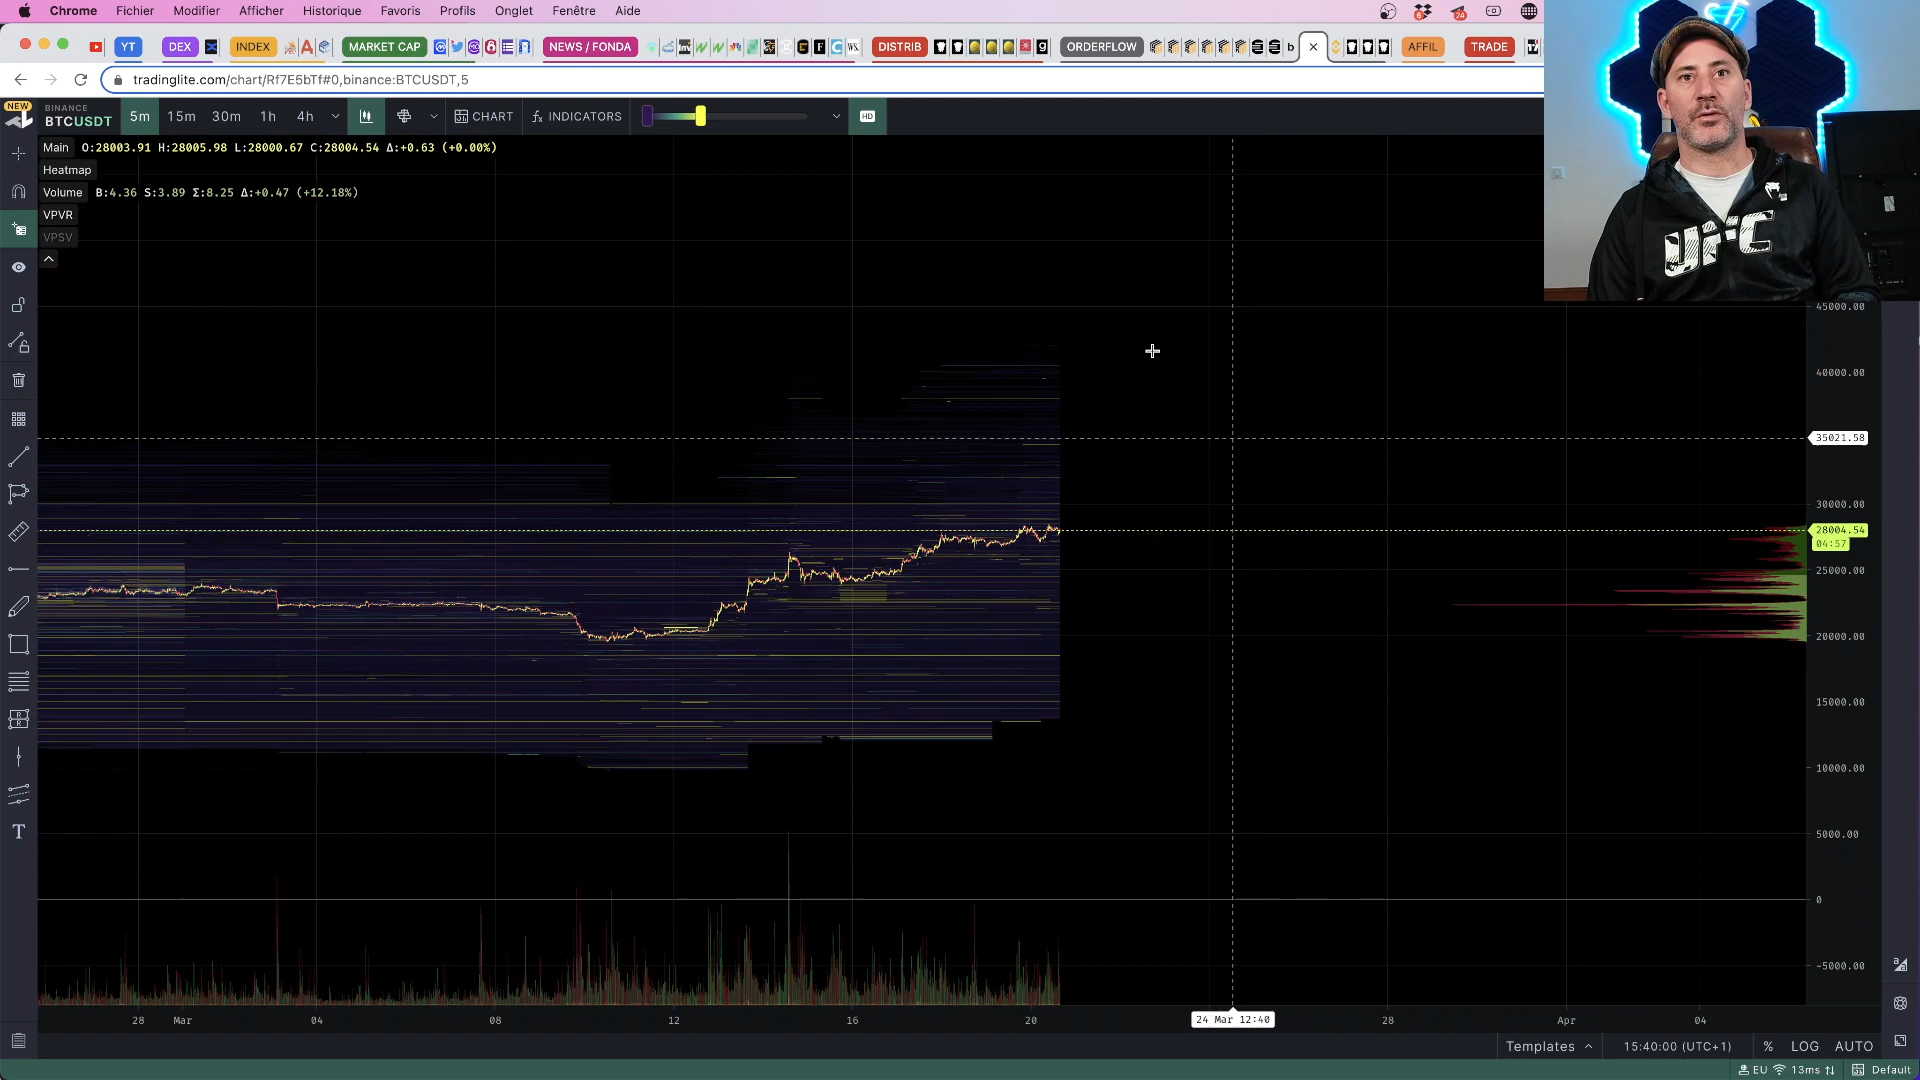 Chrome Fichier Modifier Afficher Historique Favoris Profils Onglet Fenêtre Aide
6 24
YT DEX INDEX MARKET CAP NEWS / FONDA DISTRIB ORDERFLOW b AFFIL TRADE
tradinglite.com/chart/Rf7E5bTf#0,binance:BTCUSDT,5
NEW
BINANCE
BTCUSDT 5m 15m 30m 1h 4h CHART fx INDICATORS HD
Main O:28003.91 H:28005.98 L:28000.67 C:28004.54 Δ:+0.63 (+0.00%)
Heatmap
Volume B:4.36 S:3.89 Σ:8.25 Δ:+0.47 (+12.18%)
VPVR
VPSV
UFC
45000.00
40000.00
35021.58
30000.00
28004.54
04:57
25000.00
20000.00
15000.00
10000.00
5000.00
0
-5000.00
T
28 Mar 04 08 12 16 20 24 Mar 12:40 28 Apr 04
Templates 15:40:00 (UTC+1) % LOG AUTO
EU 13ms Default